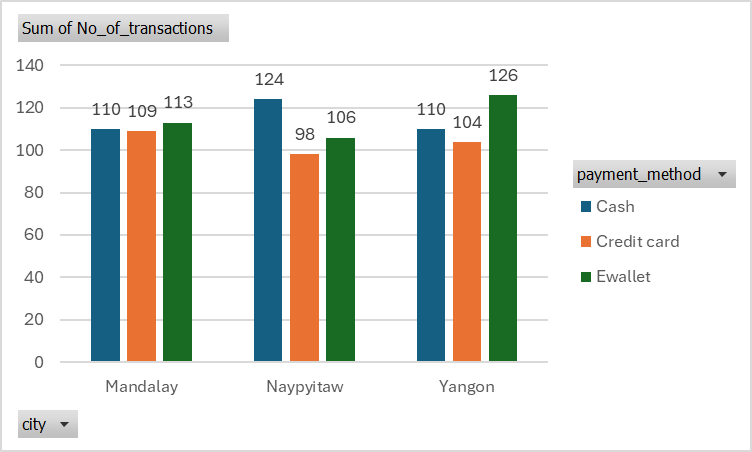 Sum of No_of_transactions
140
120
100
80
60
40
20
0
110 109 113
124 98 106
110 104 126
Mandalay Naypyitaw Yangon
payment_method
Cash
Credit card
Ewallet
city